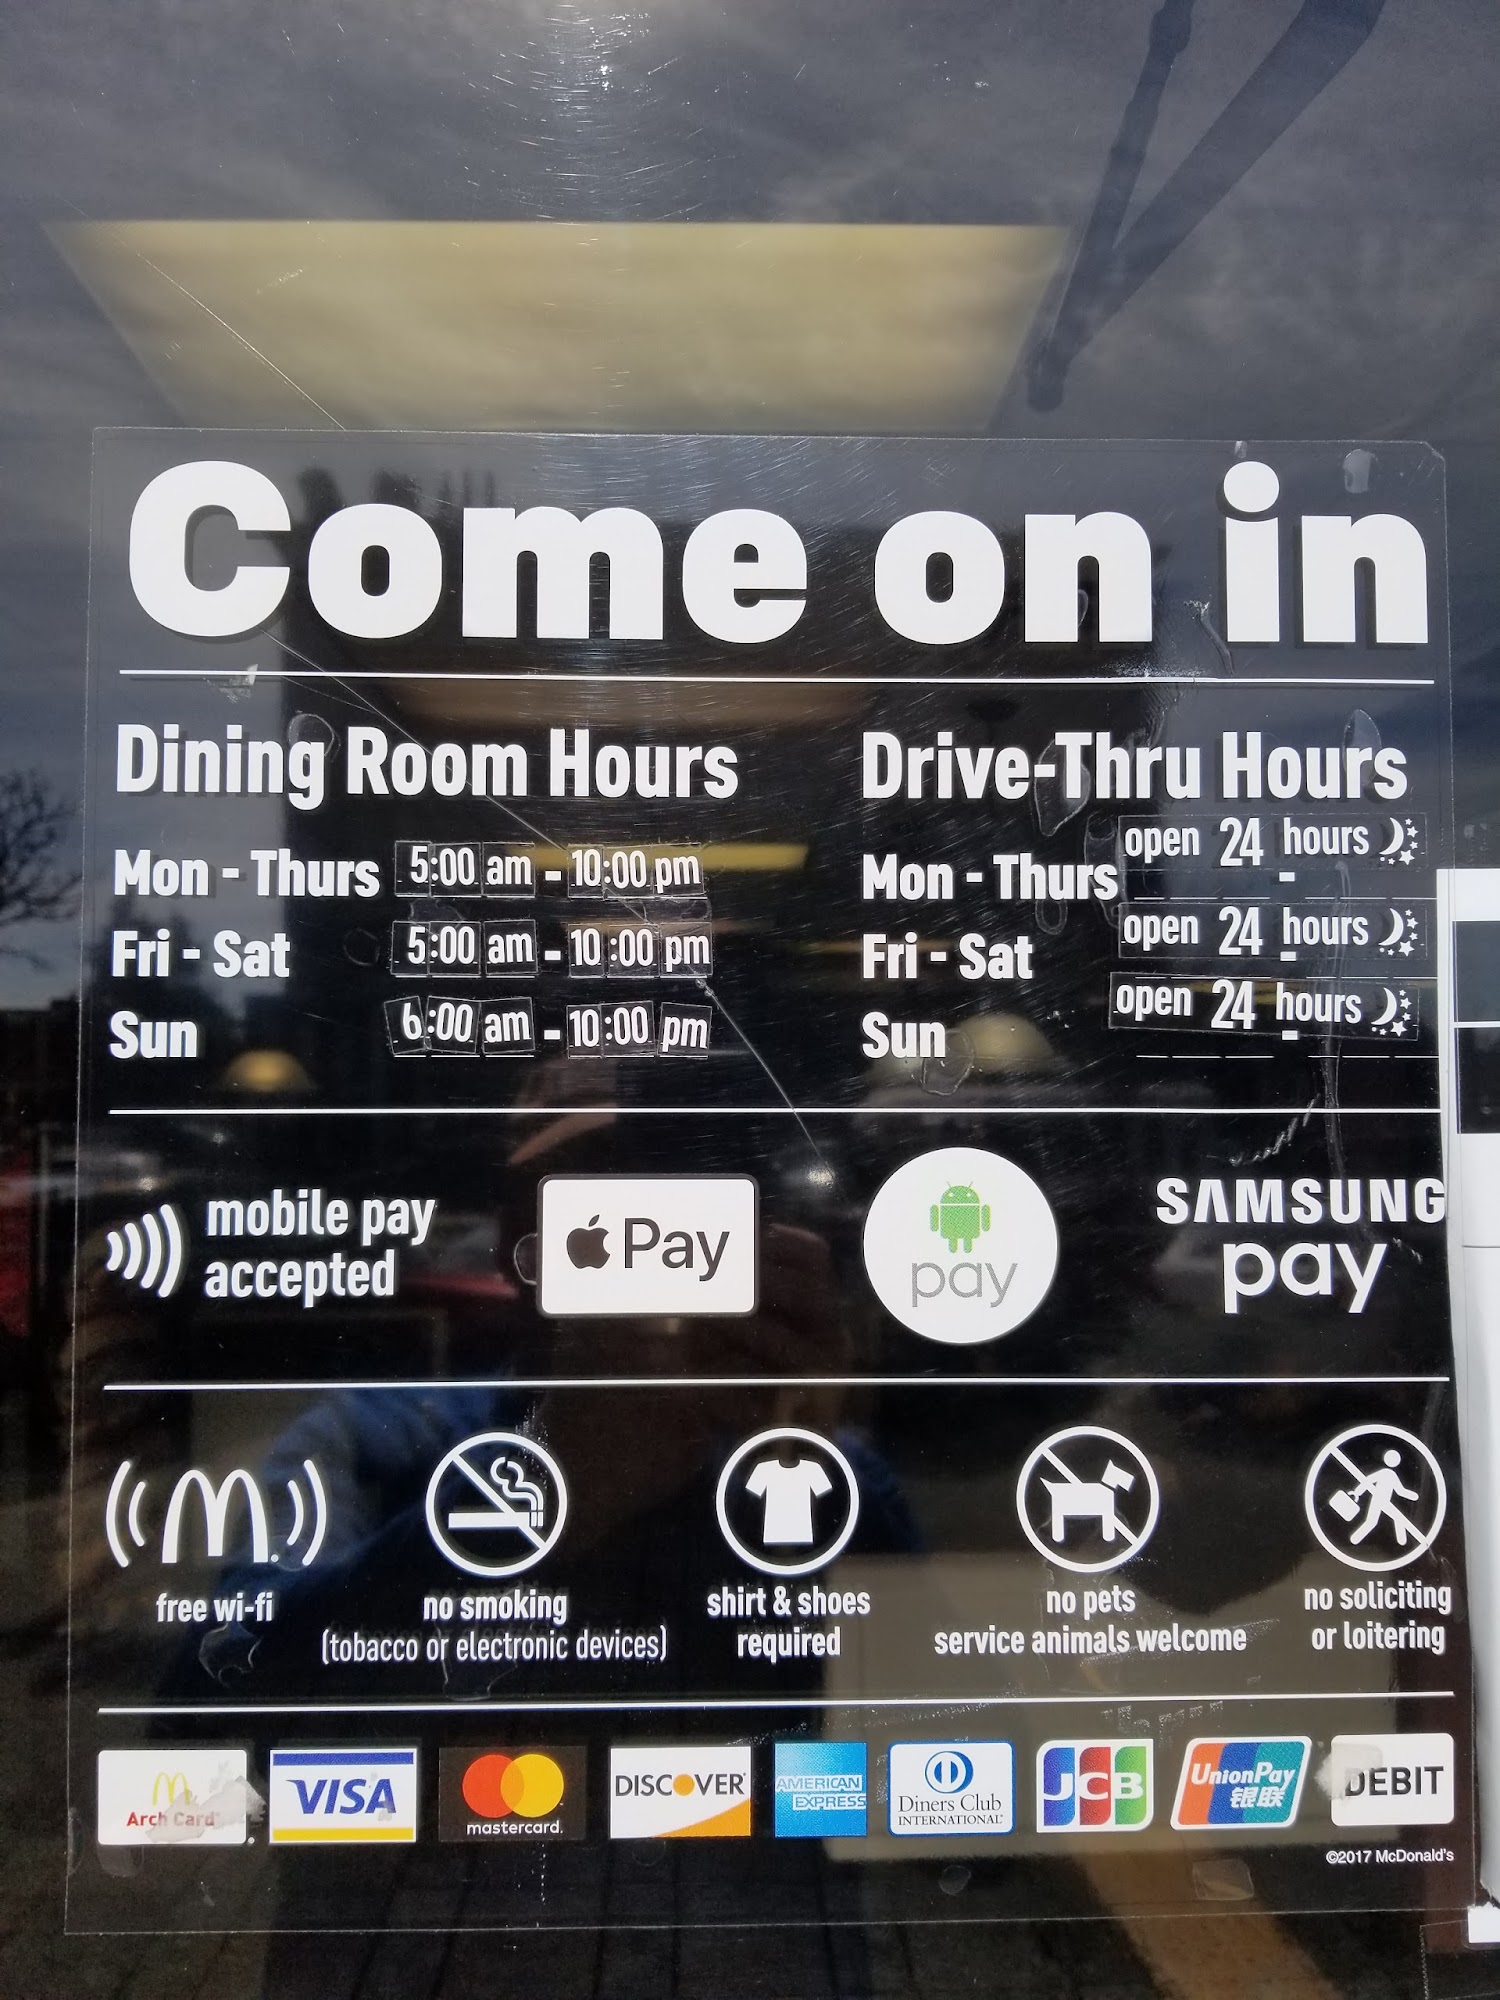 Come on in
Dining Room Hours
Mon - Thurs 5:00 am - 10:00 pm
Fri - Sat 5:00 am - 10:00 pm
Sun 6:00 am - 10:00 pm
Drive-Thru Hours
Mon - Thurs open 24 hours
Fri - Sat open 24 hours
Sun open 24 hours
mobile pay
accepted
Pay
pay
SAMSUNG
pay
free wi-fi
no smoking
(tobacco or electronic devices)
shirt & shoes
required
no pets
service animals welcome
no soliciting
or loitering
Arch Card
VISA
mastercard.
DISCOVER
AMERICAN
EXPRESS
Diners Club
INTERNATIONAL
JCB
UnionPay
银联
DEBIT
©2017 McDonald's